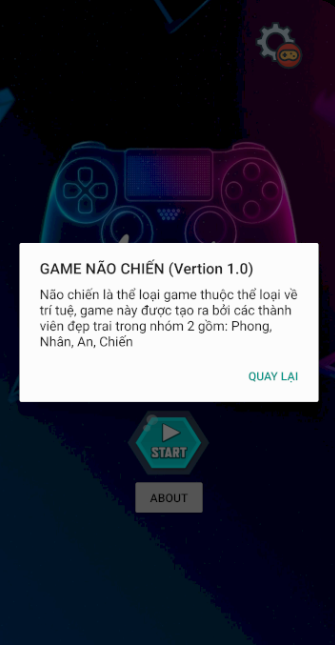 GAME NÃO CHIẾN (Vertion 1.0)
Não chiến là thể loại game thuộc thể loại về
trí tuệ, game này được tạo ra bởi các thành
viên đẹp trai trong nhóm 2 gồm: Phong,
Nhân, An, Chiến
QUAY LẠI
START
ABOUT